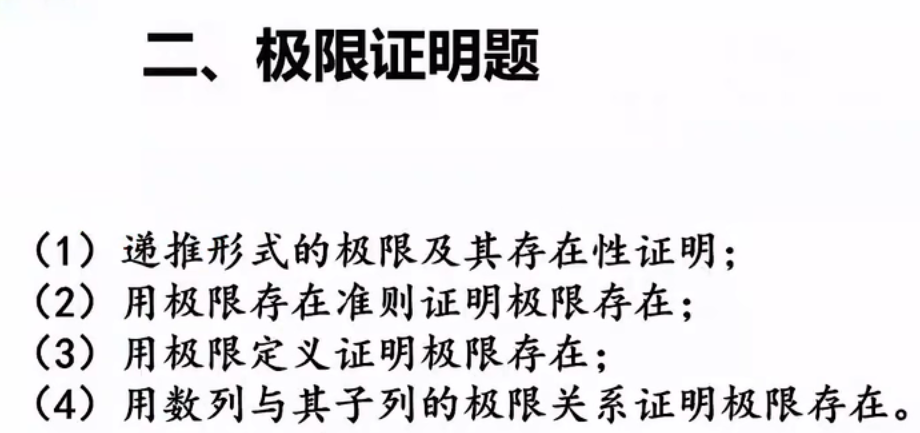 二、极限证明题
（1）递推形式的极限及其存在性证明；
（2）用极限存在准则证明极限存在；
（3）用极限定义证明极限存在；
（4）用数列与其子列的极限关系证明极限存在。